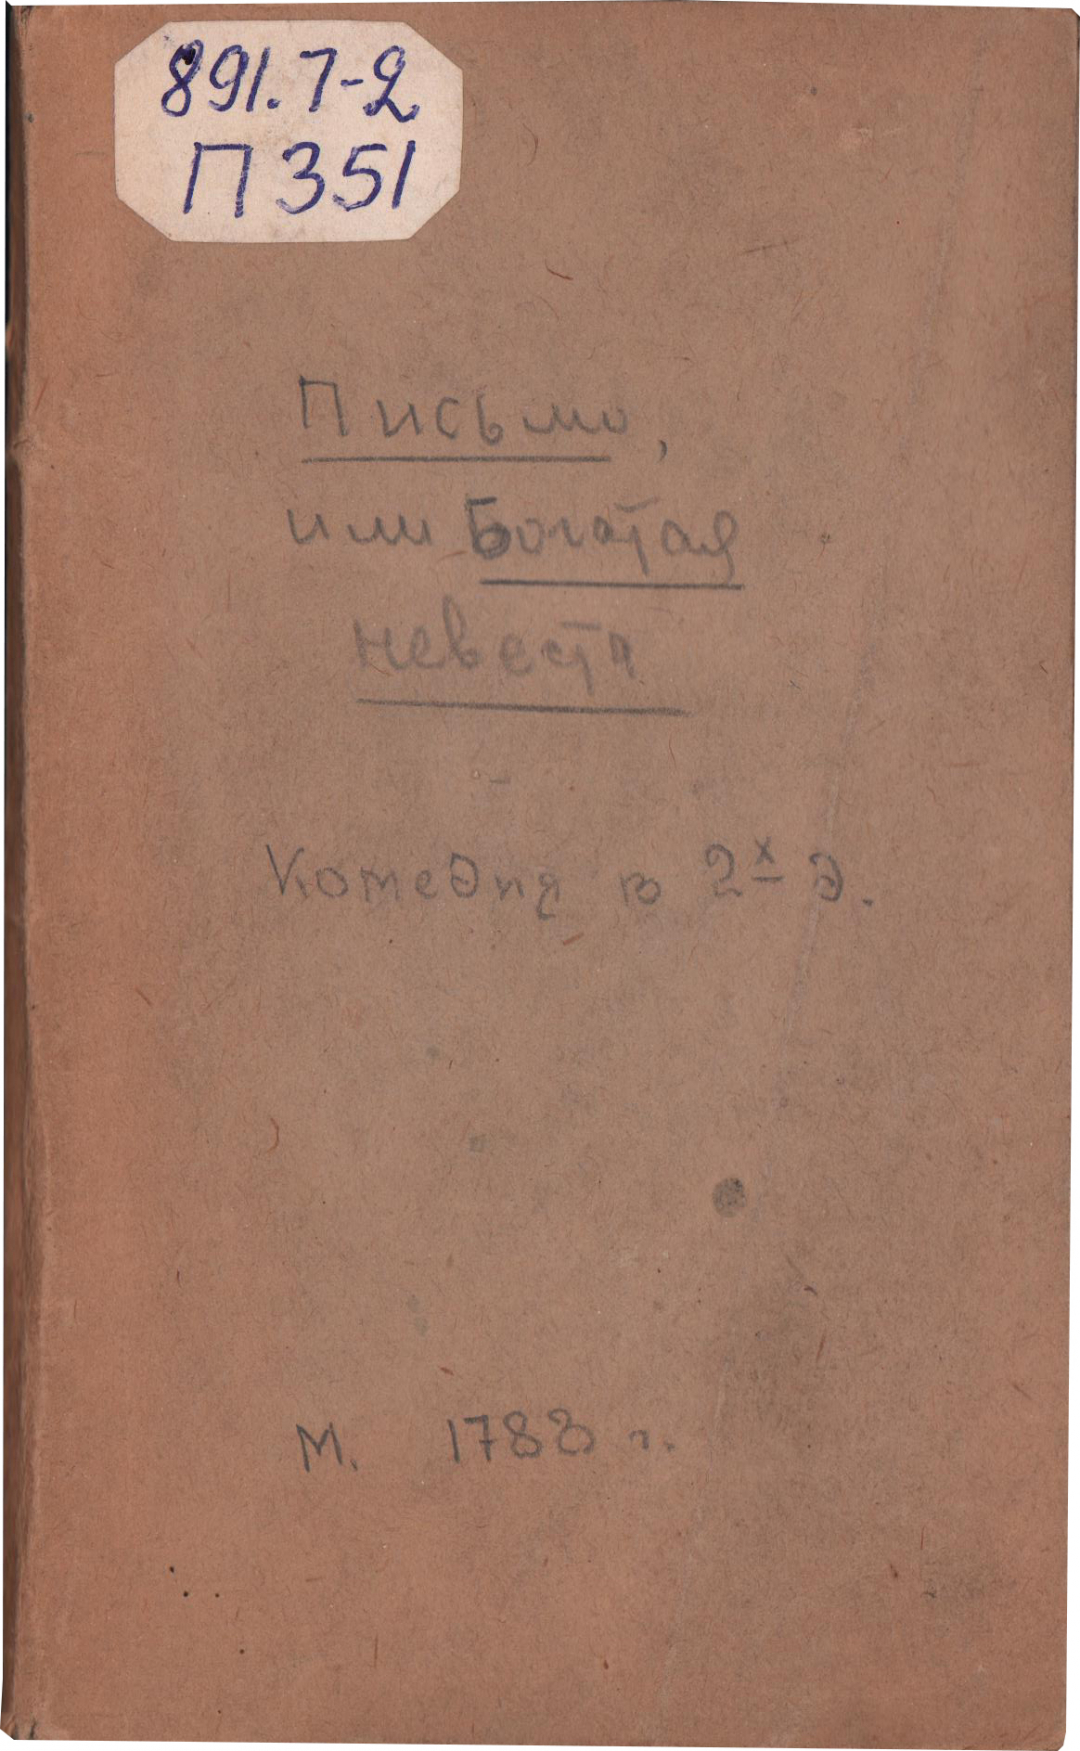 891.7-2
П351
Письмо,
или Богатая
невеста
Комедия в 2х д.
М. 1788 г.